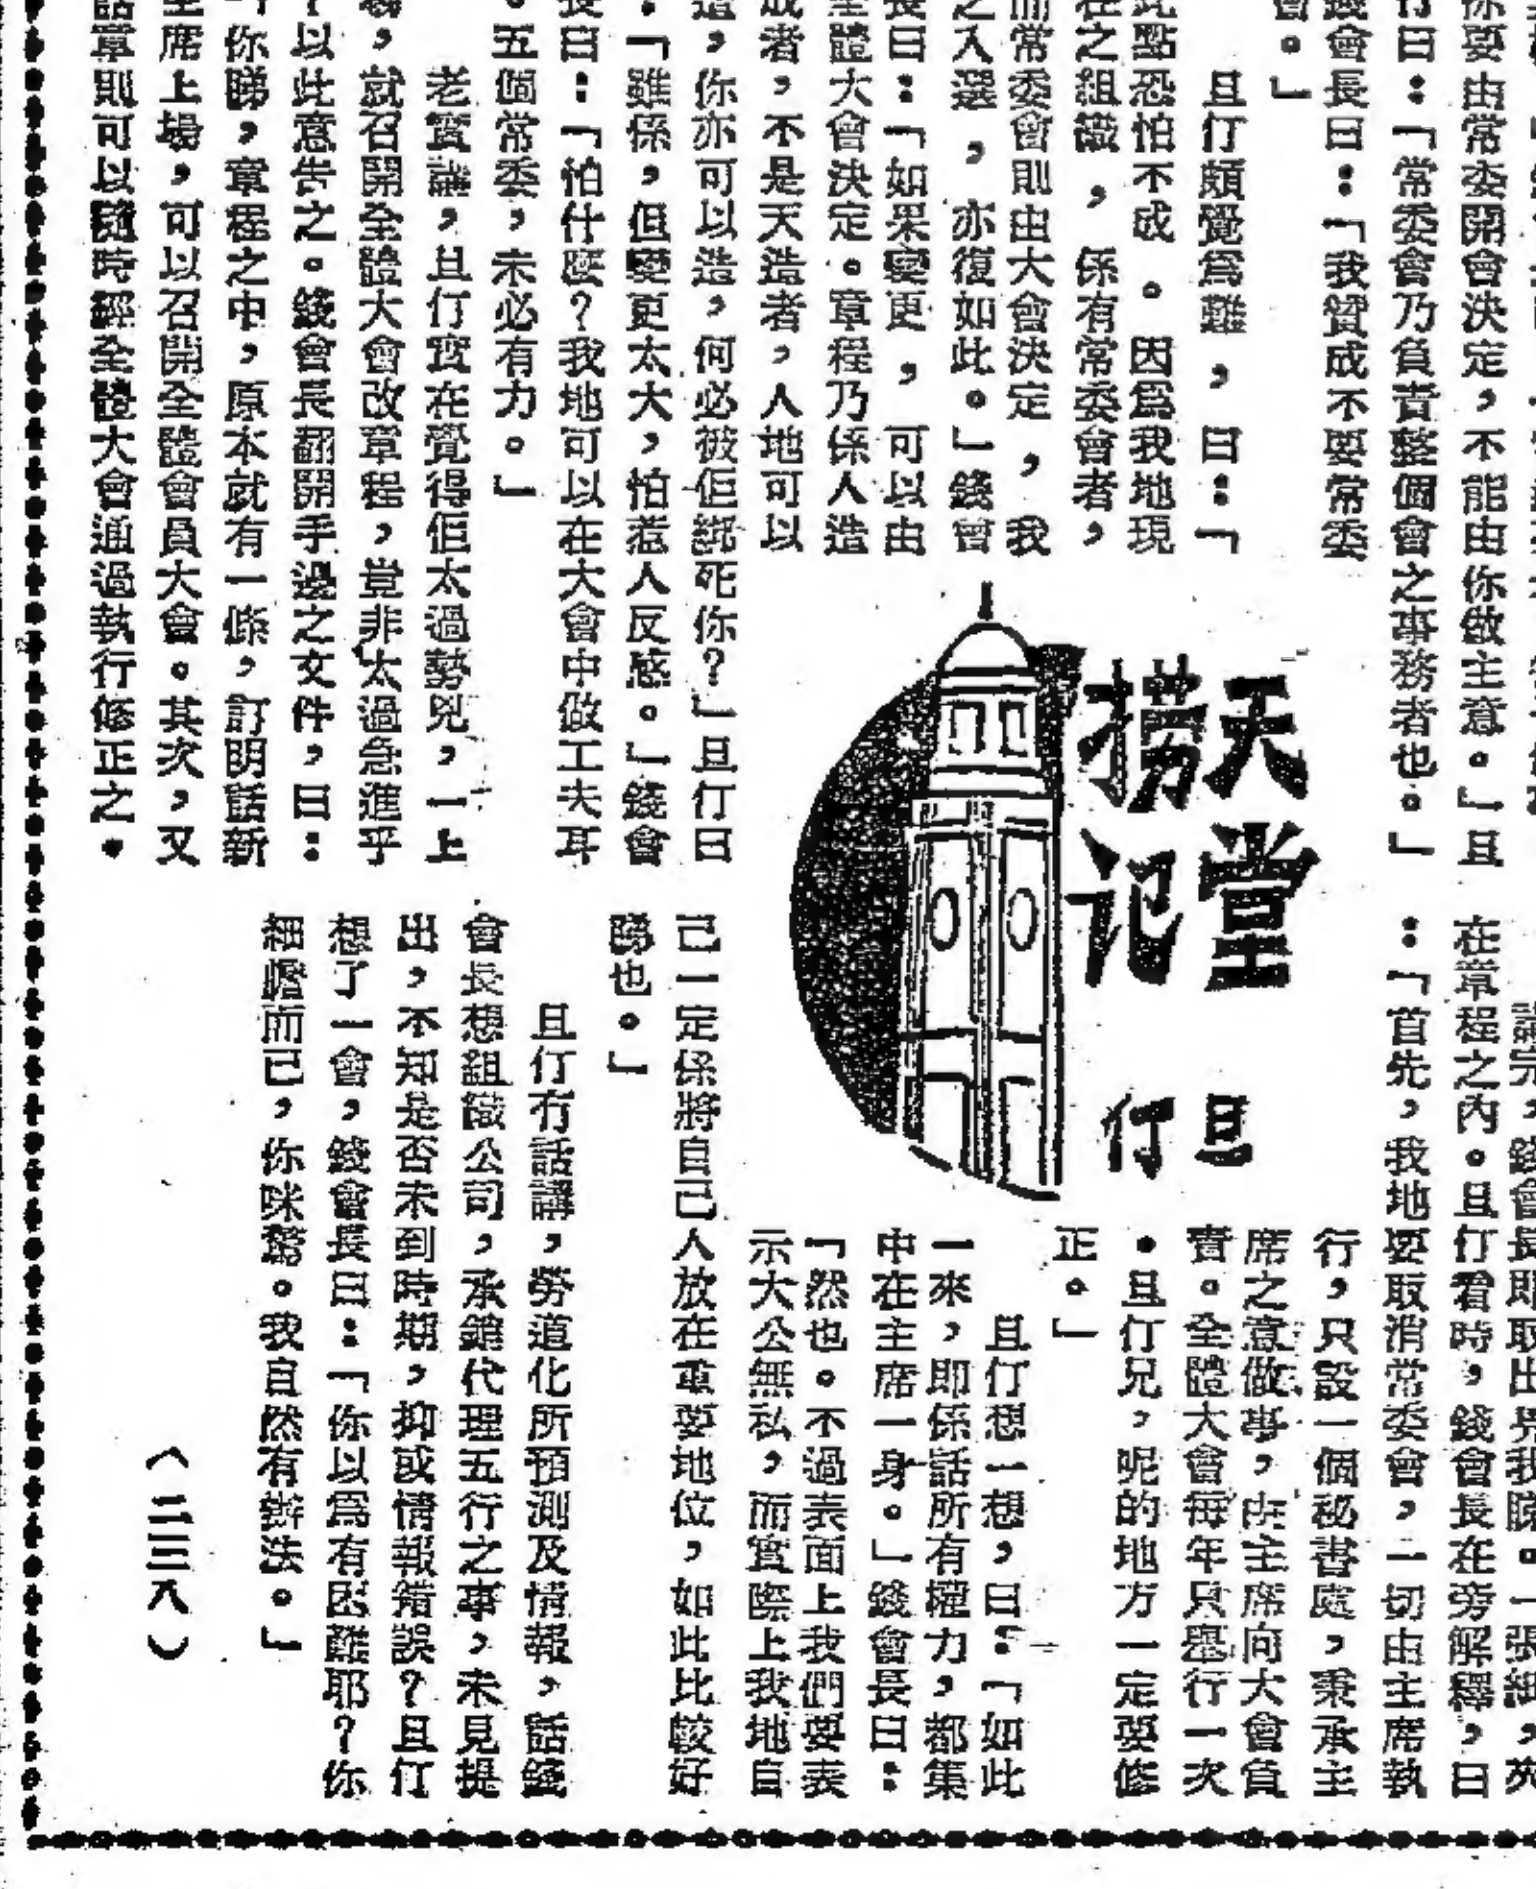 天堂
捞记
且仃
你要由常委開會決定,不能由你做主意。」且
仃曰:「常委會乃負責整個會之事務者也。」
錢會長曰:「我贊成不要常委
會。」
且仃頗覺爲難,曰:「
此點恐怕不成。因爲我地現
在之組織,係有常委會者,
而常委會則由大會決定,我
之入選,亦復如此。」錢會
長曰:「如果變更,可以由
全體大會決定。章程乃係人造
成者,不是天造者,人地可以
造,你亦可以造,何必被佢綁死你?」且仃曰
:「雖係,但變更太大,怕惹人反感。」錢會
長曰:「怕什麼?我地可以在大會中做工夫耳
。五個常委,未必有力。」
老實講,且仃實在覺得佢太過勢兇,一上
場,就召開全體大會改章程,豈非太過急進乎
?以此意告之。錢會長翻開手邊之文件,曰:
「你睇,章程之中,原本就有一條,訂明話新
主席上場,可以召開全體會員大會。其次,又
話章則可以隨時經全體大會通過執行修正之。
講完,錢會長即取出畀我睇。一張細,
在章程之內。且仃看時,錢會長在旁解釋,曰
:「首先,我地要取消常委會,一切由主席執
行,只設一個秘書處,秉承主
席之意做事,由主席向大會負
責。全體大會每年只舉行一次
。且仃兄,呢的地方一定要修
正。」
且仃想一想,曰:「如此
一來,即係話所有權力,都集
中在主席一身。」錢會長曰:
「然也。不過表面上我們要表
示大公無私,而實際上我地自
己一定係將自己人放在重要地位,如此比較好
睇也。」
且仃冇話講,勞道化所預測及情報,話錢
會長想組織公司,承錦代理五行之事,未見提
出,不知是否未到時期,抑或情報錯誤?且仃
想了一會,錢會長曰:「你以爲有困難耶?你
細膽而已,你咪驚。我自然有辦法。」
(二三八)